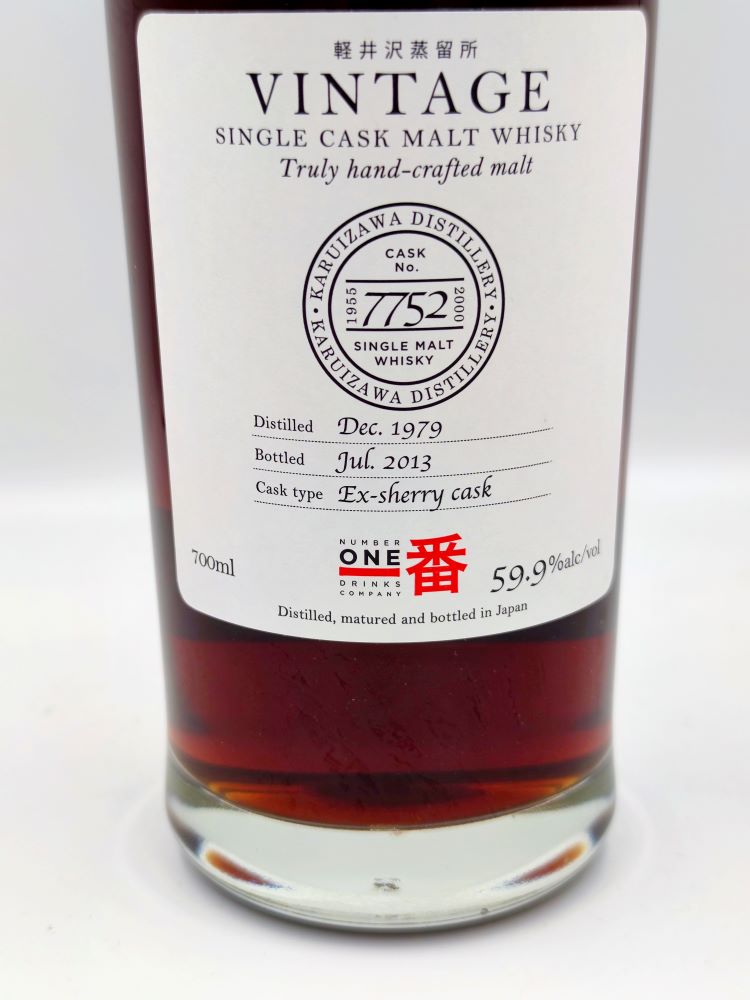 軽井沢蒸留所
VINTAGE
SINGLE CASK MALT WHISKY
Truly hand-crafted malt
· KARUIZAWA DISTILLERY ·
CASK
No.
1955 7752 2000
SINGLE MALT
WHISKY
KARUIZAWA DISTILLERY
Distilled Dec. 1979
Bottled Jul. 2013
Cask type Ex-sherry cask
700ml
NUMBER
ONE
DRINKS
COMPANY
番
59.9%alc/vol
Distilled, matured and bottled in Japan